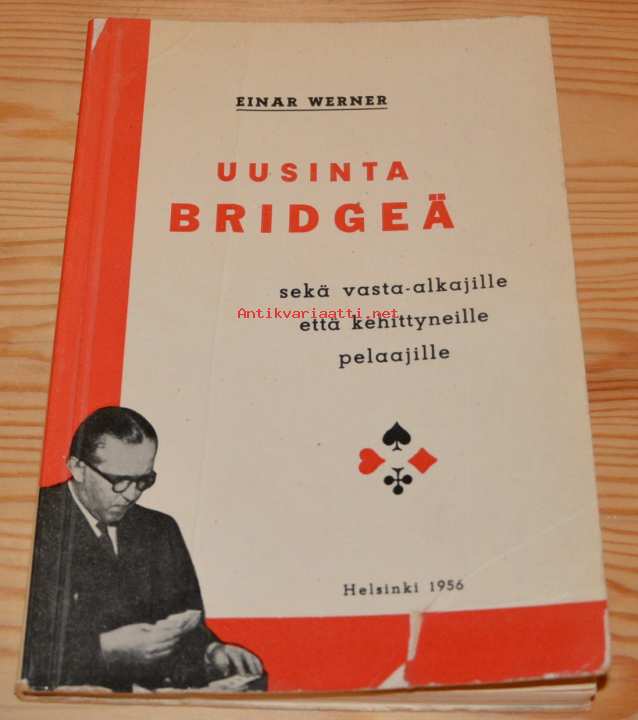 EINAR WERNER
UUSINTA
BRIDGEÄ
sekä vasta-alkajille
Antikvariaatti.net
että kehittyneille
pelaajille
Helsinki 1956